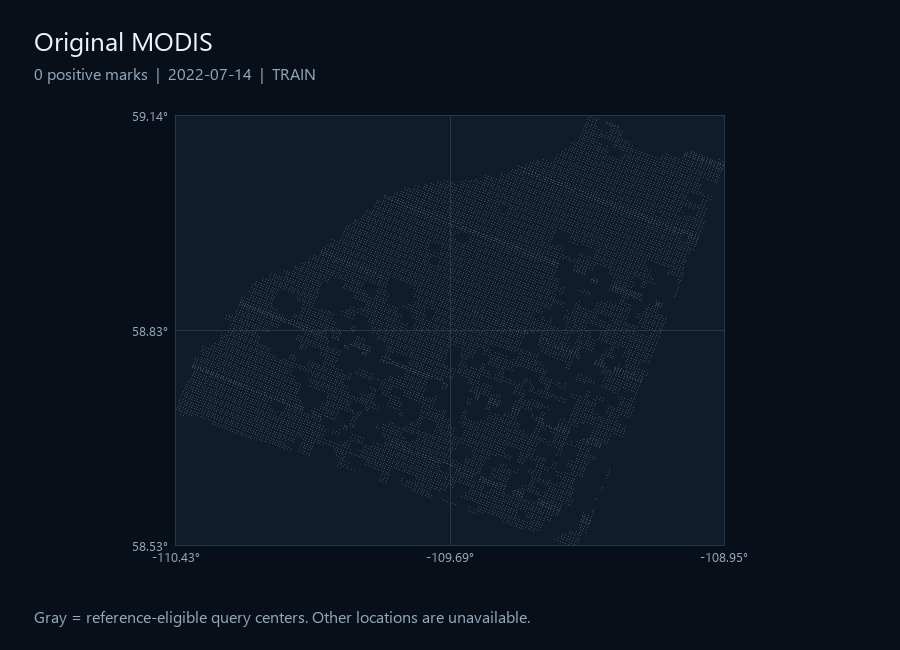 Original MODIS
0 positive marks | 2022-07-14 | TRAIN
59.14°
58.83°
58.53°
-110.43°
-109.69°
-108.95°
Gray = reference-eligible query centers. Other locations are unavailable.